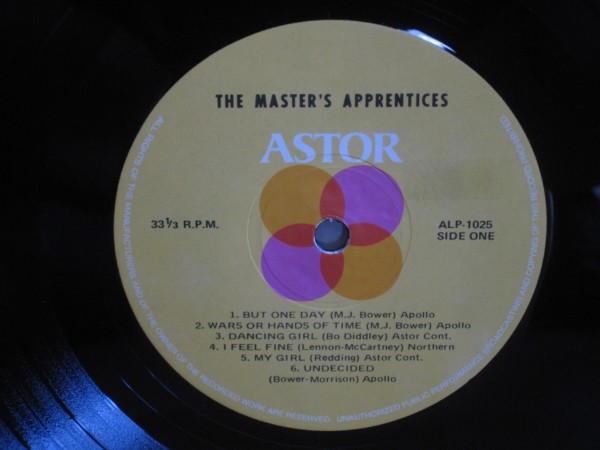 THE MASTER'S APPRENTICES
ASTOR
33⅓ R.P.M.
ALP-1025
SIDE ONE
1. BUT ONE DAY (M.J. Bower) Apollo
2. WARS OR HANDS OF TIME (M.J. Bower) Apollo
3. DANCING GIRL (Bo Diddley) Astor Cont.
4. I FEEL FINE (Lennon-McCartney) Northern
5. MY GIRL (Redding) Astor Cont.
6. UNDECIDED
(Bower-Morrison) Apollo
ALL RIGHTS OF THE MANUFACTURERS AND OF THE OWNER OF THE RECORDED WORK ARE RESERVED. UNAUTHORIZED PUBLIC PERFORMANCE BROADCASTING AND COPYING OF THE RECORD PROHIBITED